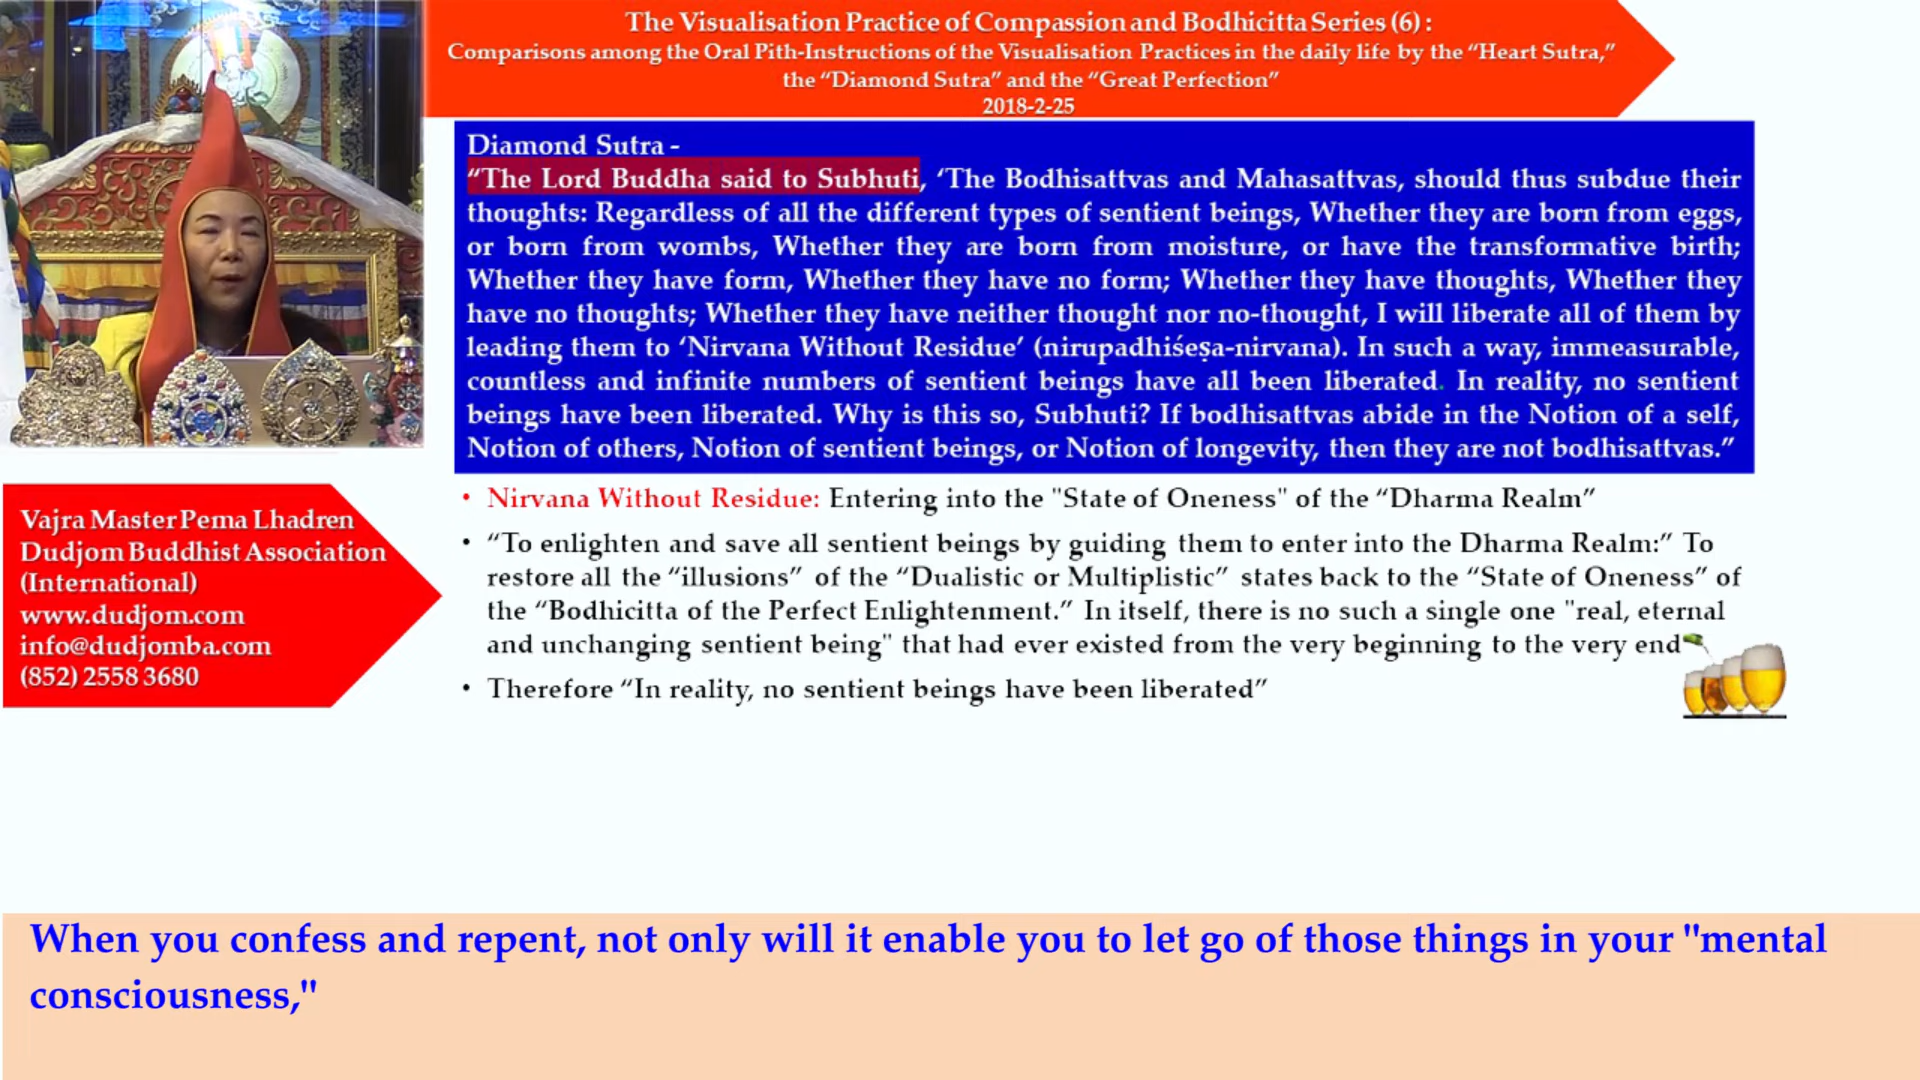 The Visualisation Practice of Compassion and Bodhicitta Series (6) :
Comparisons among the Oral Pith-Instructions of the Visualisation Practices in the daily life by the “Heart Sutra,”
the “Diamond Sutra” and the “Great Perfection”
2018-2-25
Diamond Sutra -
“The Lord Buddha said to Subhuti, ‘The Bodhisattvas and Mahasattvas, should thus subdue their
thoughts: Regardless of all the different types of sentient beings, Whether they are born from eggs,
or born from wombs, Whether they are born from moisture, or have the transformative birth;
Whether they have form, Whether they have no form; Whether they have thoughts, Whether they
have no thoughts; Whether they have neither thought nor no-thought, I will liberate all of them by
leading them to ‘Nirvana Without Residue’ (nirupadhiśeṣa-nirvana). In such a way, immeasurable,
countless and infinite numbers of sentient beings have all been liberated. In reality, no sentient
beings have been liberated. Why is this so, Subhuti? If bodhisattvas abide in the Notion of a self,
Notion of others, Notion of sentient beings, or Notion of longevity, then they are not bodhisattvas.”
• Nirvana Without Residue: Entering into the "State of Oneness" of the “Dharma Realm”
• “To enlighten and save all sentient beings by guiding them to enter into the Dharma Realm:” To
restore all the “illusions” of the “Dualistic or Multiplistic” states back to the “State of Oneness” of
the “Bodhicitta of the Perfect Enlightenment.” In itself, there is no such a single one "real, eternal
and unchanging sentient being" that had ever existed from the very beginning to the very end
• Therefore “In reality, no sentient beings have been liberated”
Vajra Master Pema Lhadren
Dudjom Buddhist Association
(International)
www.dudjom.com
info@dudjomba.com
(852) 2558 3680
When you confess and repent, not only will it enable you to let go of those things in your "mental
consciousness,"